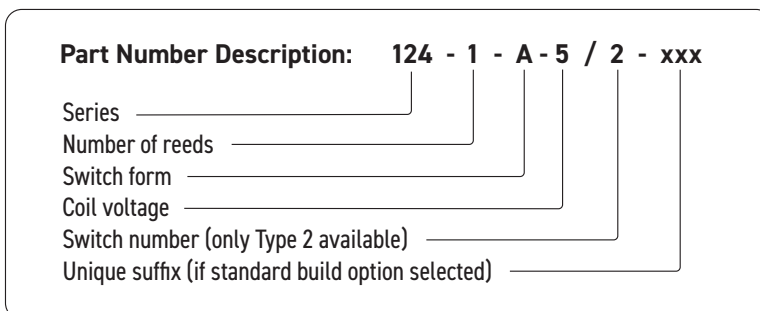 Part Number Description: 124 - 1 - A - 5 / 2 - xxx
Series
Number of reeds
Switch form
Coil voltage
Switch number (only Type 2 available)
Unique suffix (if standard build option selected)